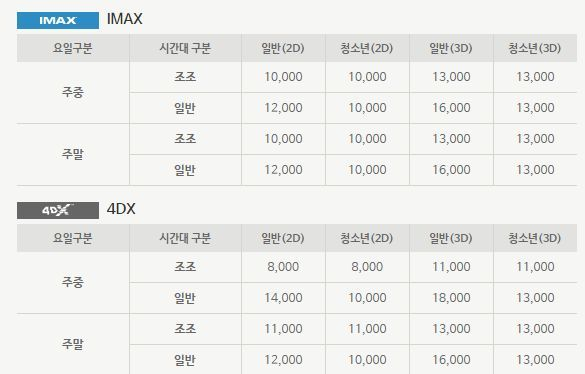 IMAX IMAX
요일구분 시간대 구분 일반(2D) 청소년(2D) 일반(3D) 청소년(3D)
주중 조조 10,000 10,000 13,000 13,000
일반 12,000 10,000 16,000 13,000
주말 조조 10,000 10,000 13,000 13,000
일반 12,000 10,000 16,000 13,000
4DX 4DX
요일구분 시간대 구분 일반(2D) 청소년(2D) 일반(3D) 청소년(3D)
주중 조조 8,000 8,000 11,000 11,000
일반 14,000 10,000 18,000 13,000
주말 조조 11,000 11,000 13,000 13,000
일반 12,000 10,000 16,000 13,000